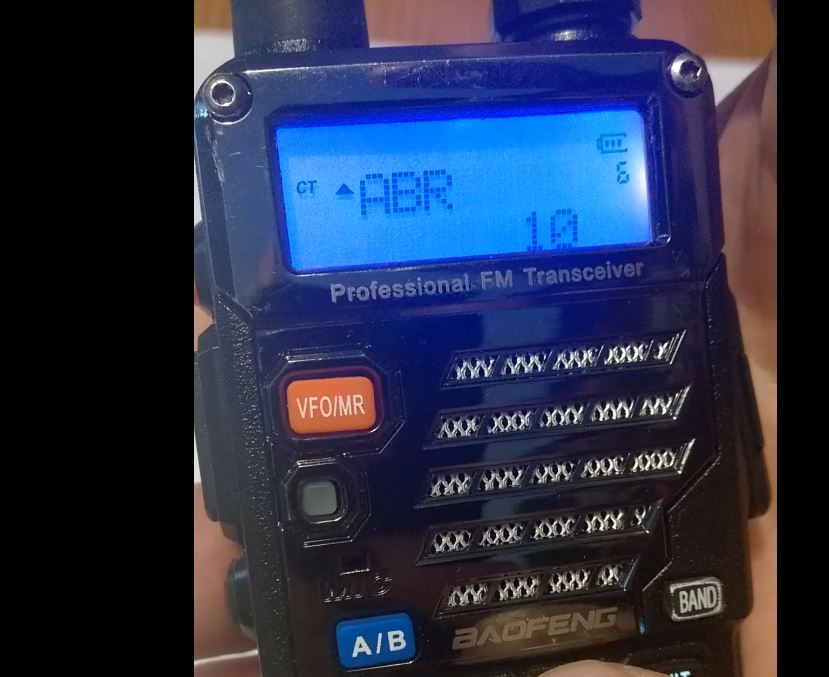 6
CT ABR
10
Professional FM Transceiver
VFO/MR
MIC
BAND
A/B
BAOFENG